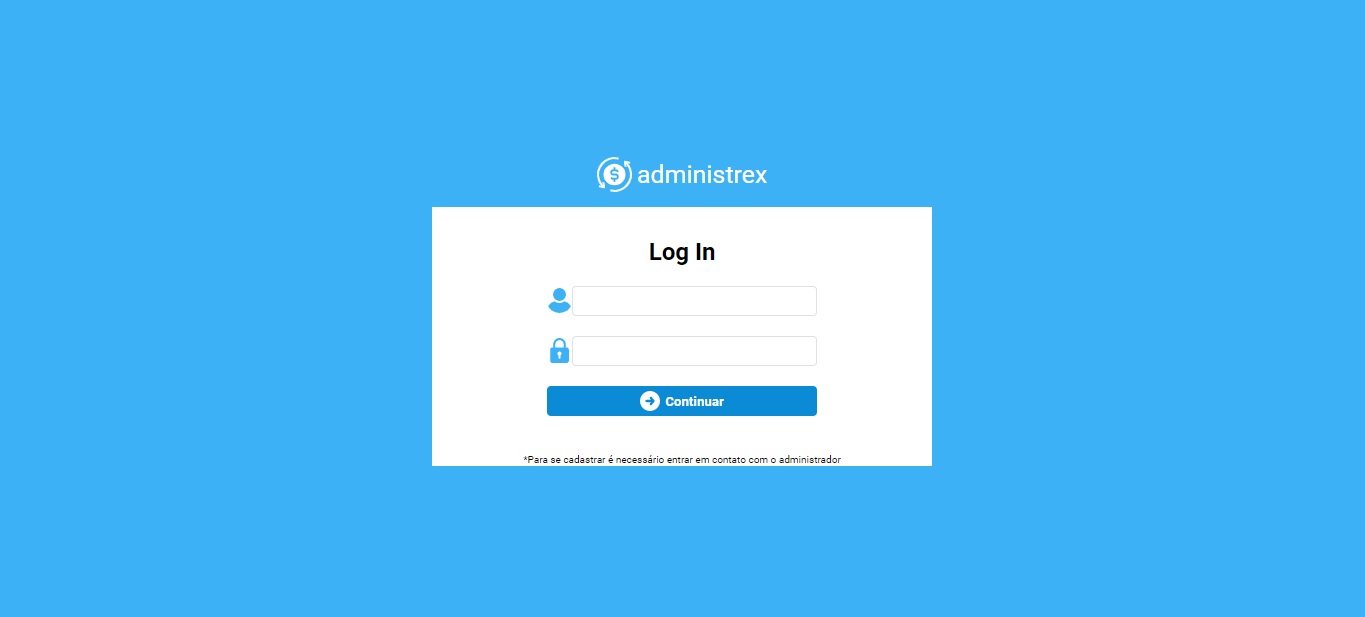 administrex
Log In
Continuar
*Para se cadastrar é necessário entrar em contato com o administrador